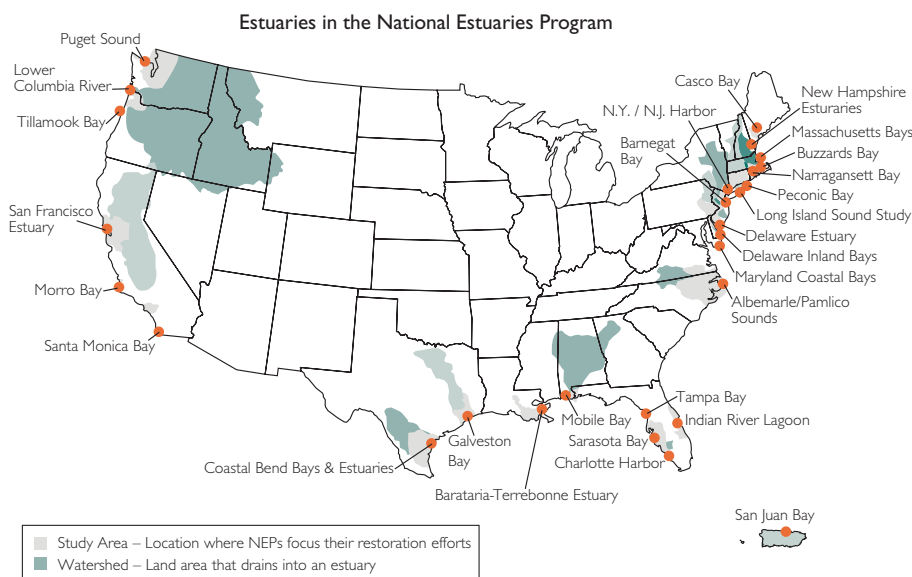 Estuaries in the National Estuaries Program
Puget Sound
Lower
Columbia River
Tillamook Bay
San Francisco
Estuary
Morro Bay
Santa Monica Bay
Casco Bay
New Hampshire
Esturaries
N.Y. / N.J. Harbor
Massachusetts Bays
Barnegat
Bay
Buzzards Bay
Narragansett Bay
Peconic Bay
Long Island Sound Study
Delaware Estuary
Delaware Inland Bays
Maryland Coastal Bays
Albemarle/Pamlico
Sounds
Tampa Bay
Indian River Lagoon
Mobile Bay
Sarasota Bay
Galveston
Bay
Charlotte Harbor
Coastal Bend Bays & Estuaries
Barataria-Terrebonne Estuary
San Juan Bay
Study Area – Location where NEPs focus their restoration efforts
Watershed – Land area that drains into an estuary